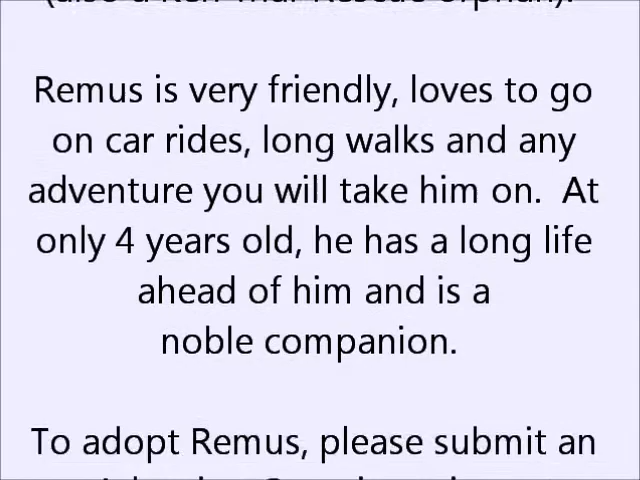 Remus is very friendly, loves to go
on car rides, long walks and any
adventure you will take him on.  At
only 4 years old, he has a long life
ahead of him and is a
noble companion.
To adopt Remus, please submit an